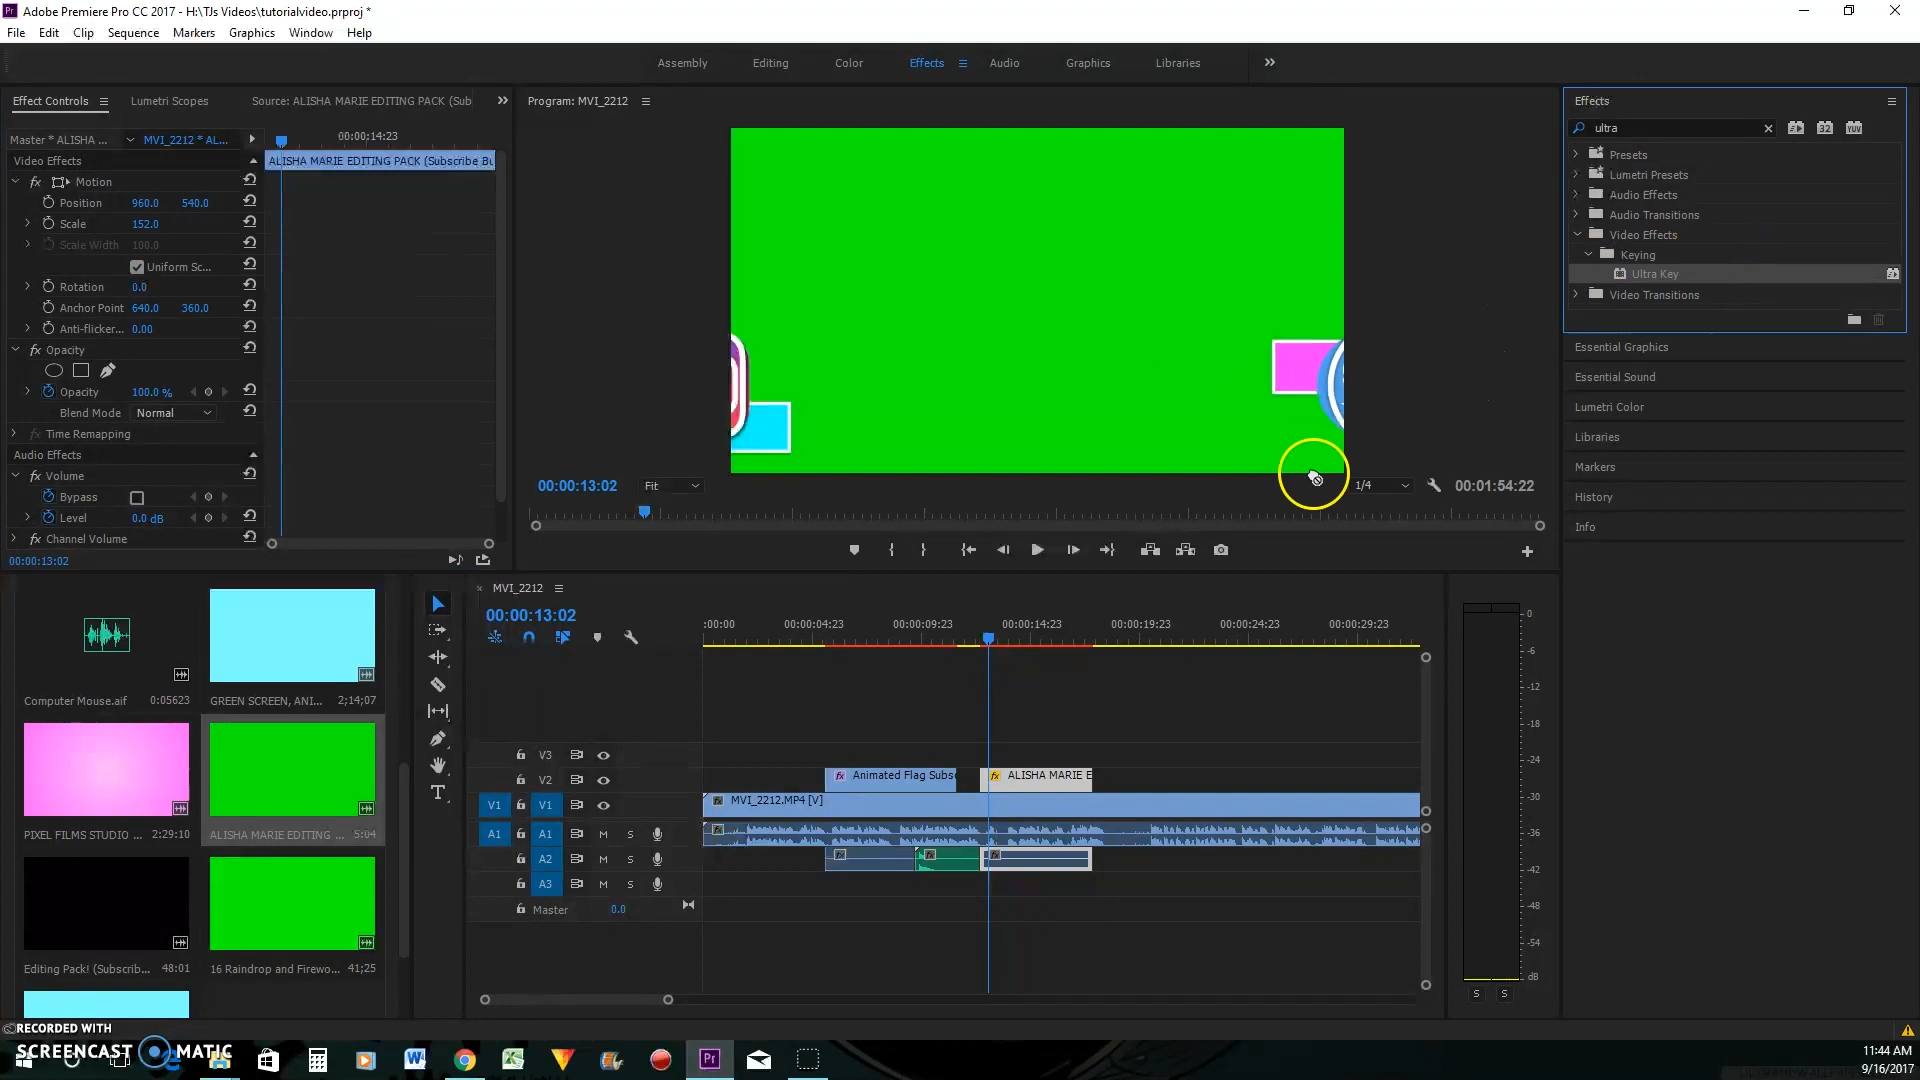 Adobe Premiere Pro CC 2017 - H:\TJs Videos\tutorialvideo.prproj *
File Edit Clip Sequence Markers Graphics Window Help
Assembly Editing Color Effects Audio Graphics Libraries
Effect Controls Lumetri Scopes Source: ALISHA MARIE EDITING PACK (Sub
Program: MVI_2212
Effects
ultra
Master * ALISHA ... MVI_2212 * AL...
00:00:14:23
Video Effects
ALISHA MARIE EDITING PACK (Subscribe Bu
Motion
Position 960.0 540.0
Scale 152.0
Scale Width 100.0
Uniform Sc...
Rotation 0.0
Anchor Point 640.0 360.0
Anti-flicker... 0.00
Opacity
Opacity 100.0 %
Blend Mode Normal
Time Remapping
Audio Effects
Volume
Bypass
Level 0.0 dB
Channel Volume
00:00:13:02
00:00:13:02 Fit 1/4 00:01:54:22
Presets
Lumetri Presets
Audio Effects
Audio Transitions
Video Effects
Keying
Ultra Key
Video Transitions
Essential Graphics
Essential Sound
Lumetri Color
Libraries
Markers
History
Info
Computer Mouse.aif 0:05623
GREEN SCREEN, ANI... 2;14;07
PIXEL FILMS STUDIO ... 2:29:10
ALISHA MARIE EDITING ... 5:04
Editing Pack! (Subscrib... 48:01
16 Raindrop and Firewo... 41;25
MVI_2212
00:00:13:02
:00:00 00:00:04:23 00:00:09:23 00:00:14:23 00:00:19:23 00:00:24:23 00:00:29:23
V3
V2 Animated Flag Subs ALISHA MARIE E
V1 V1 MVI_2212.MP4 [V]
A1 A1 M S
A2 M S
A3 M S
Master 0.0
0
-6
-12
-18
-24
-30
-36
-42
-48
-54
dB
S S
RECORDED WITH
SCREENCAST MATIC
11:44 AM
9/16/2017